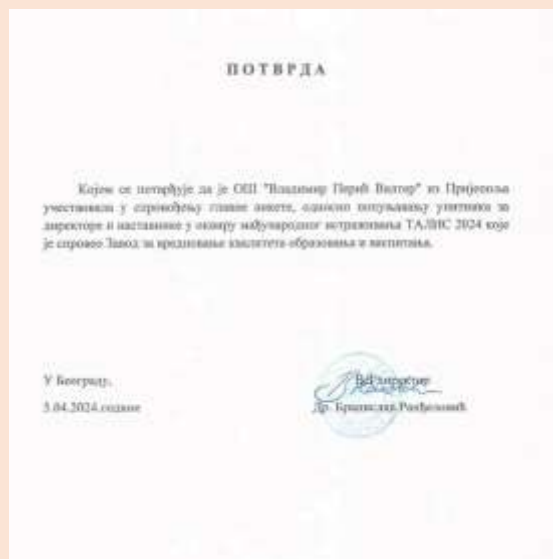 ПОТВРДА
Којом се потврђује да је ОШ "Владимир Перић Валтер" из Пријепоља
учествовала у спровођењу главне анкете, односно попуњавању упитника за
директоре и наставнике у оквиру међународног истраживања ТАЛИС 2024 које
је спровео Завод за вредновање квалитета образовања и васпитања.
У Београду,
3.04.2024.године
директор
Др. Бранислав Ранђеловић